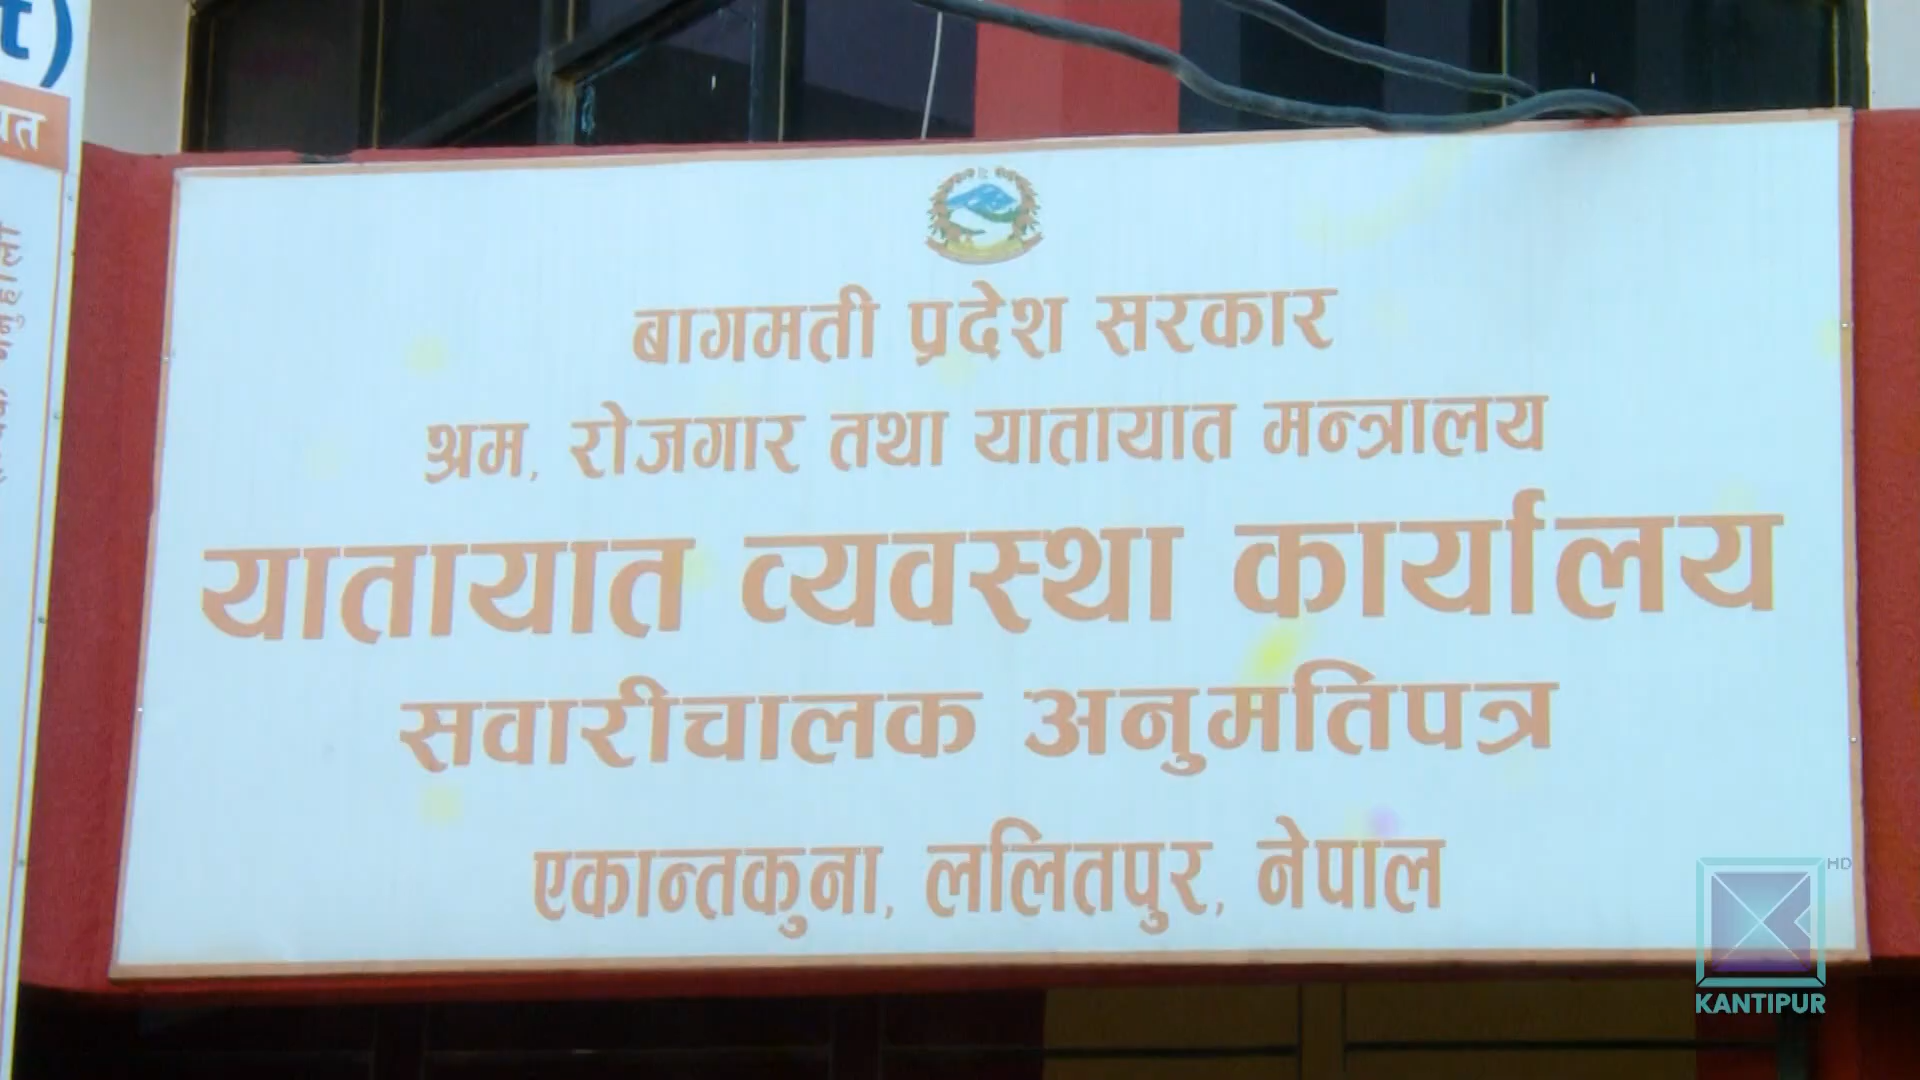 बागमती प्रदेश सरकार
श्रम, रोजगार तथा यातायात मन्त्रालय
यातायात व्यवस्था कार्यालय
सवारीचालक अनुमतिपत्र
एकान्तकुना, ललितपुर, नेपाल
HD
KANTIPUR